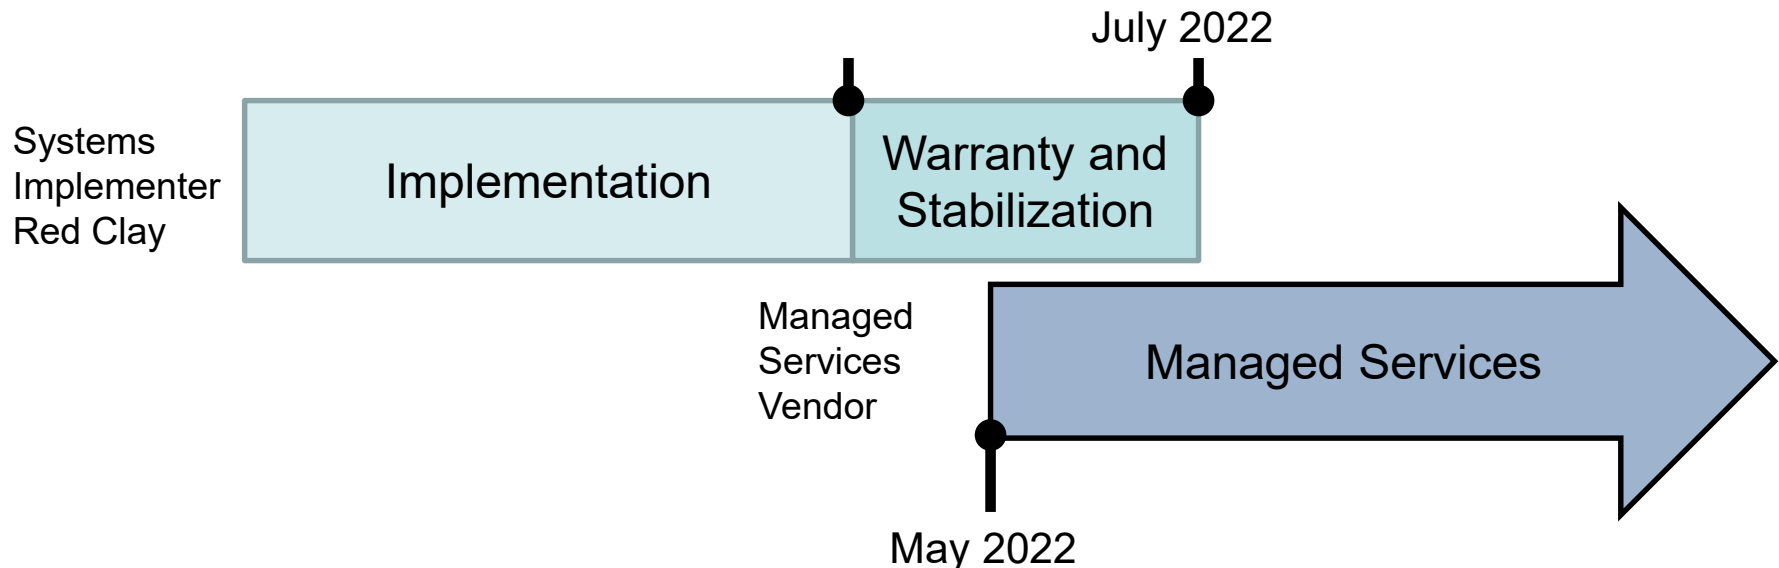 July 2022
Systems
Implementer
Red Clay
Implementation
Warranty and
Stabilization
Managed
Services
Vendor
Managed Services
May 2022